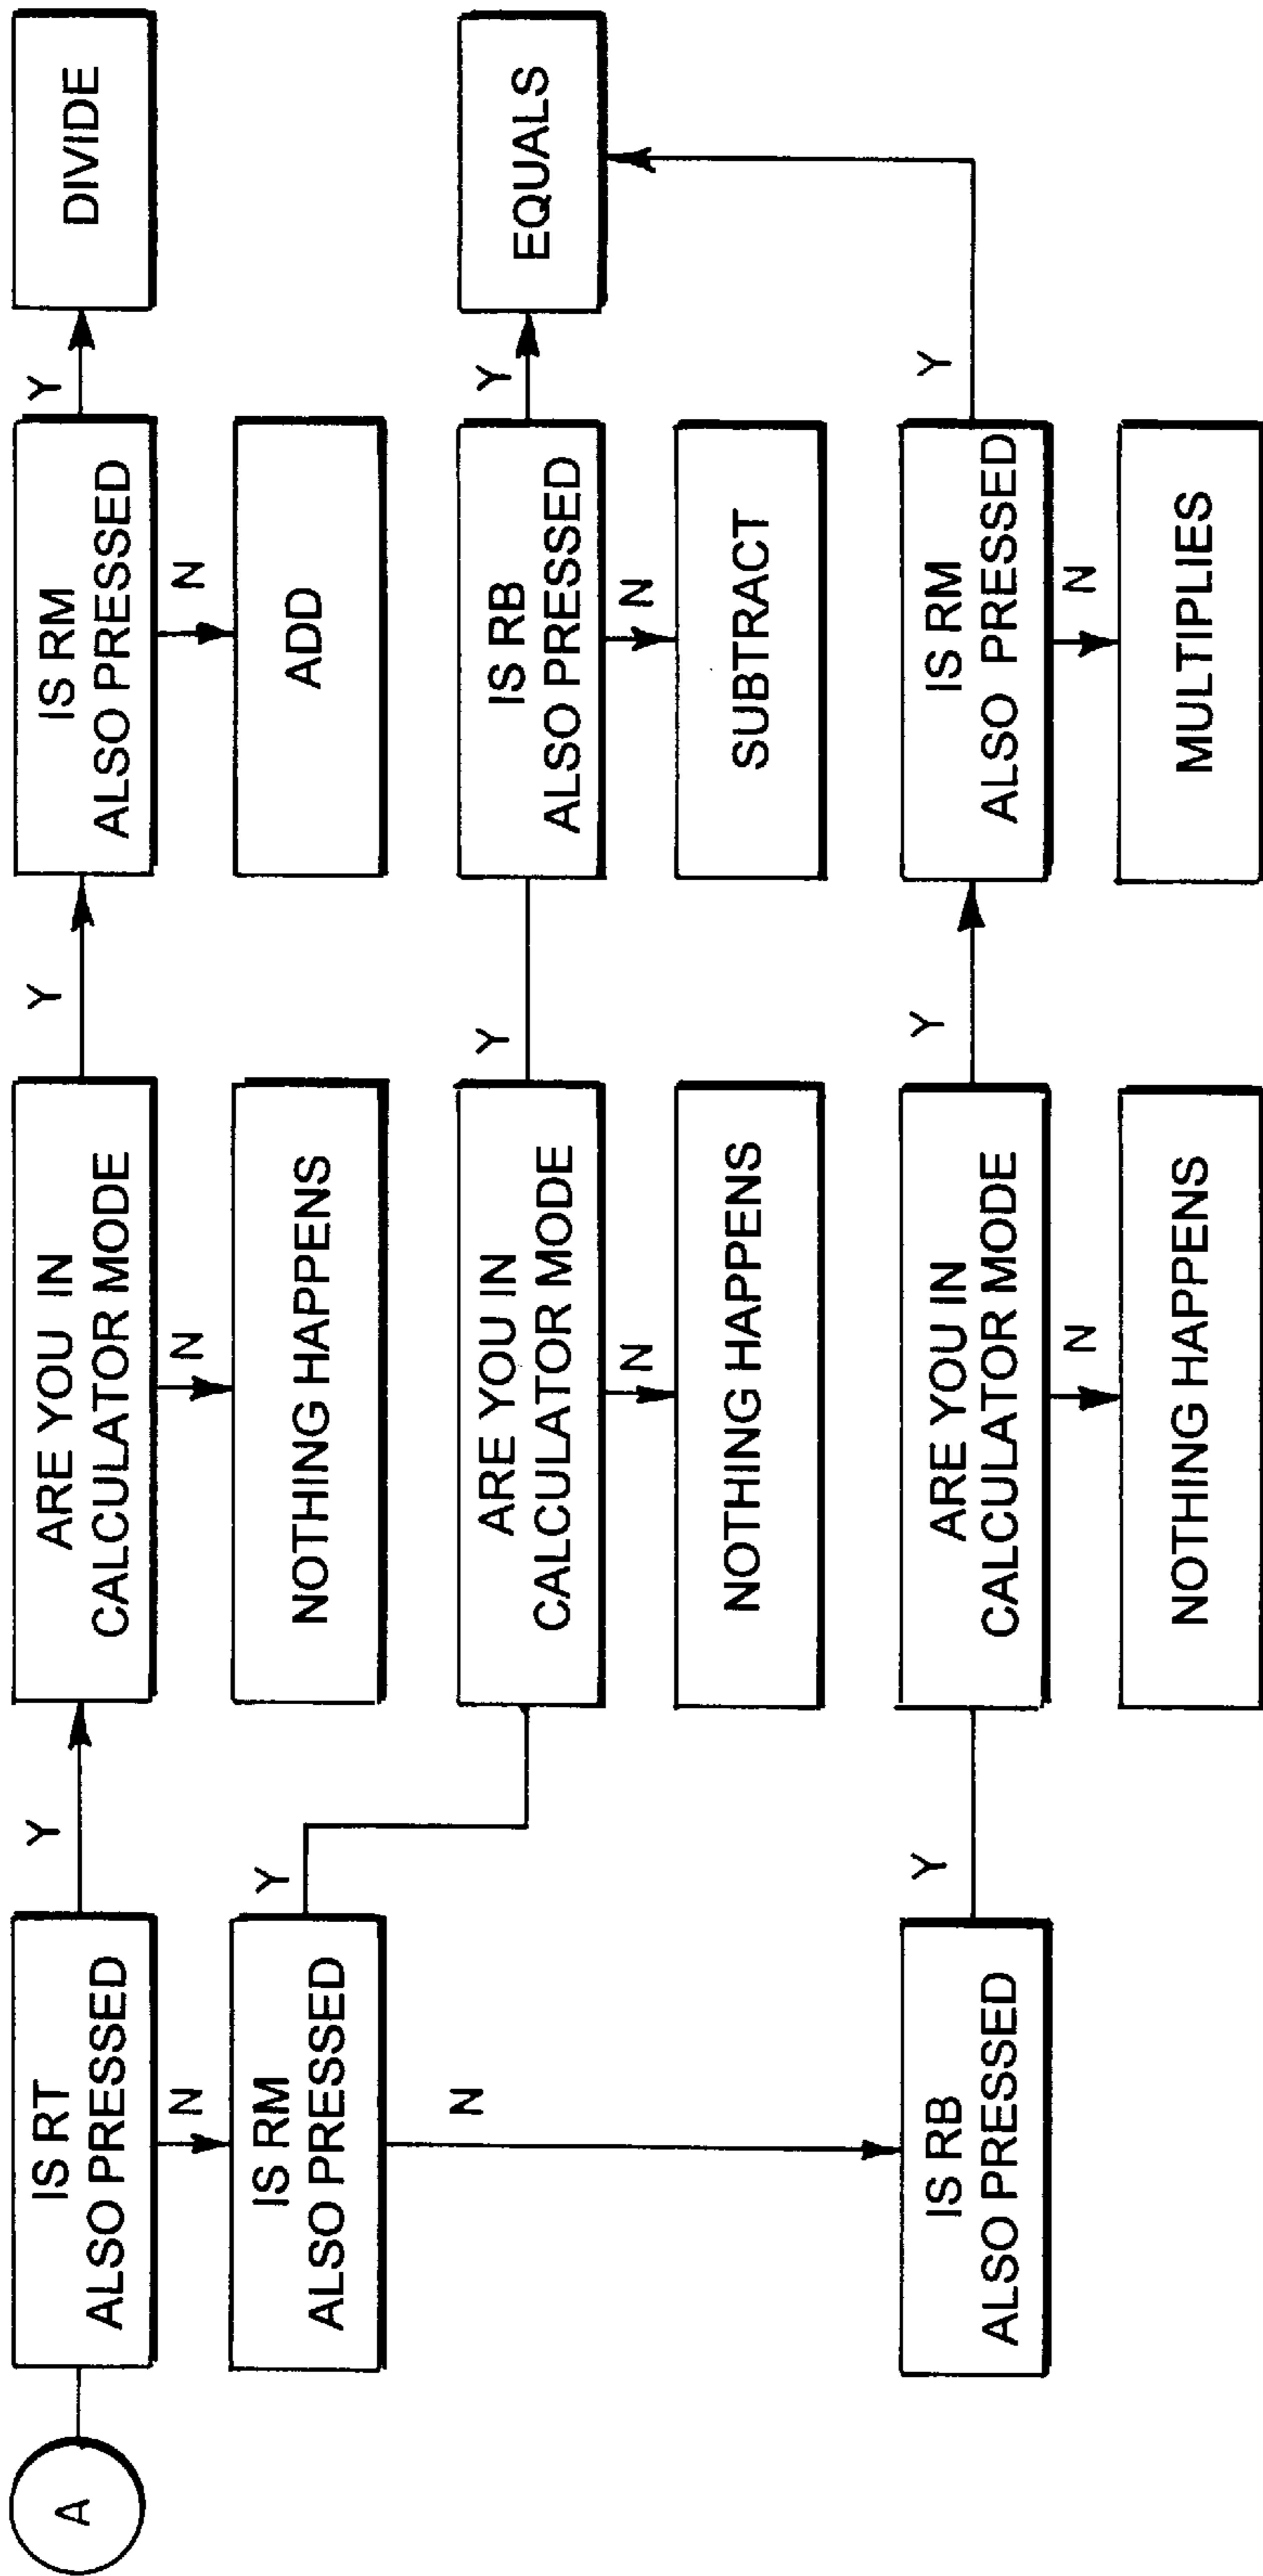 A
IS RT
ALSO PRESSED
Y
ARE YOU IN
CALCULATOR MODE
Y
IS RM
ALSO PRESSED
Y
DIVIDE
N
N
N
IS RM
ALSO PRESSED
Y
NOTHING HAPPENS
ADD
N
ARE YOU IN
CALCULATOR MODE
Y
IS RB
ALSO PRESSED
Y
EQUALS
N
N
NOTHING HAPPENS
SUBTRACT
IS RB
ALSO PRESSED
Y
ARE YOU IN
CALCULATOR MODE
Y
IS RM
ALSO PRESSED
Y
N
N
NOTHING HAPPENS
MULTIPLIES